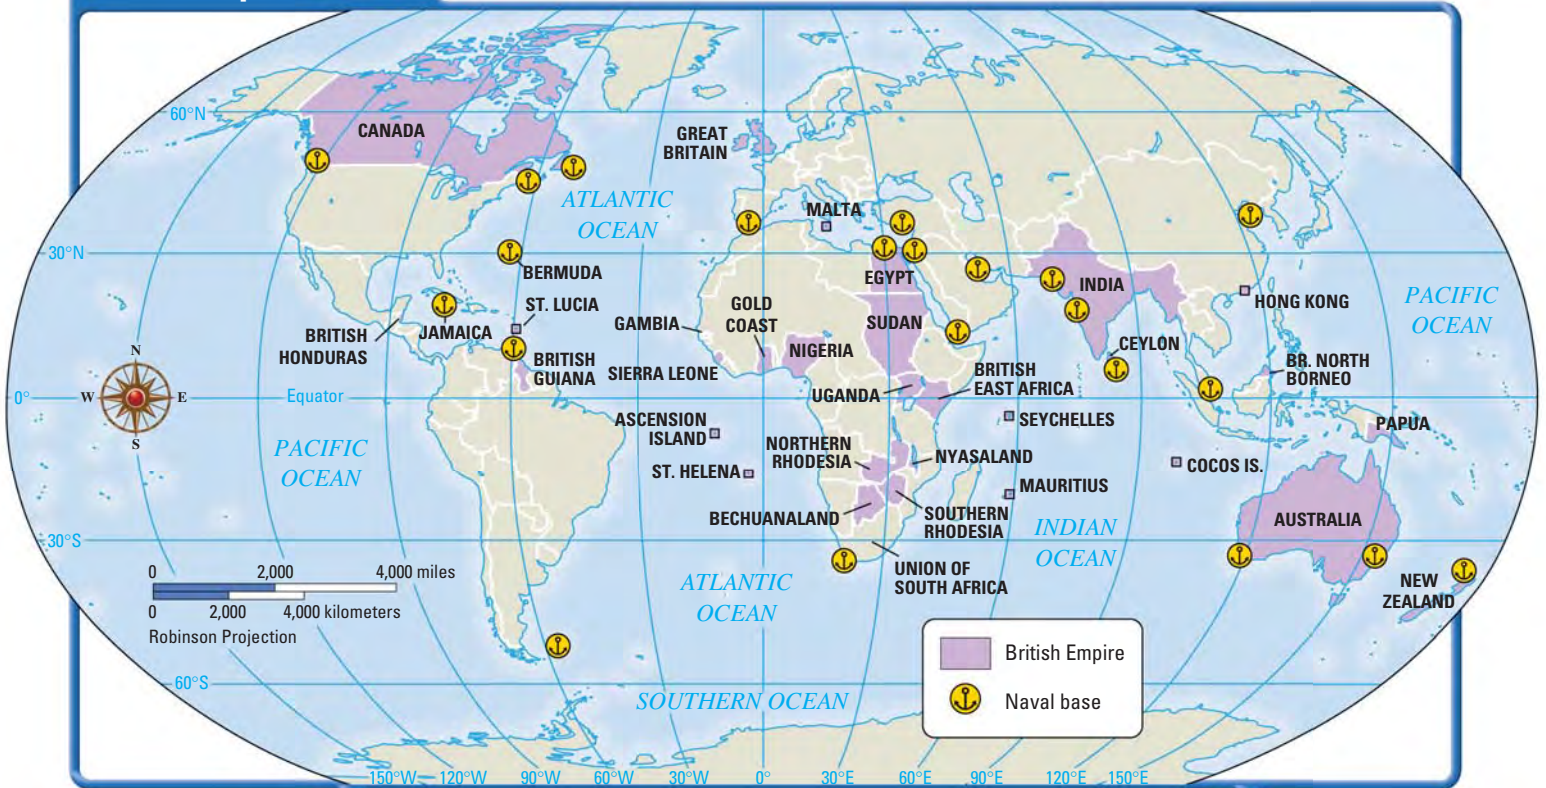 60°N
CANADA
GREAT
BRITAIN
ATLANTIC
OCEAN
MALTA
30°N
BERMUDA
EGYPT
INDIA
HONG KONG
PACIFIC
OCEAN
ST. LUCIA
GOLD
COAST
GAMBIA
SUDAN
BRITISH
HONDURAS
JAMAICA
NIGERIA
CEYLON
BR. NORTH
BORNEO
BRITISH
GUIANA
SIERRA LEONE
BRITISH
EAST AFRICA
UGANDA
N
W
E
S
0°
Equator
ASCENSION
ISLAND
SEYCHELLES
PAPUA
PACIFIC
OCEAN
NORTHERN
RHODESIA
NYASALAND
ST. HELENA
COCOS IS.
MAURITIUS
BECHUANALAND
SOUTHERN
RHODESIA
INDIAN
OCEAN
AUSTRALIA
30°S
UNION OF
SOUTH AFRICA
ATLANTIC
OCEAN
NEW
ZEALAND
0 2,000 4,000 miles
0 2,000 4,000 kilometers
Robinson Projection
British Empire
Naval base
60°S
SOUTHERN OCEAN
150°W 120°W 90°W 60°W 30°W 0° 30°E 60°E 90°E 120°E 150°E